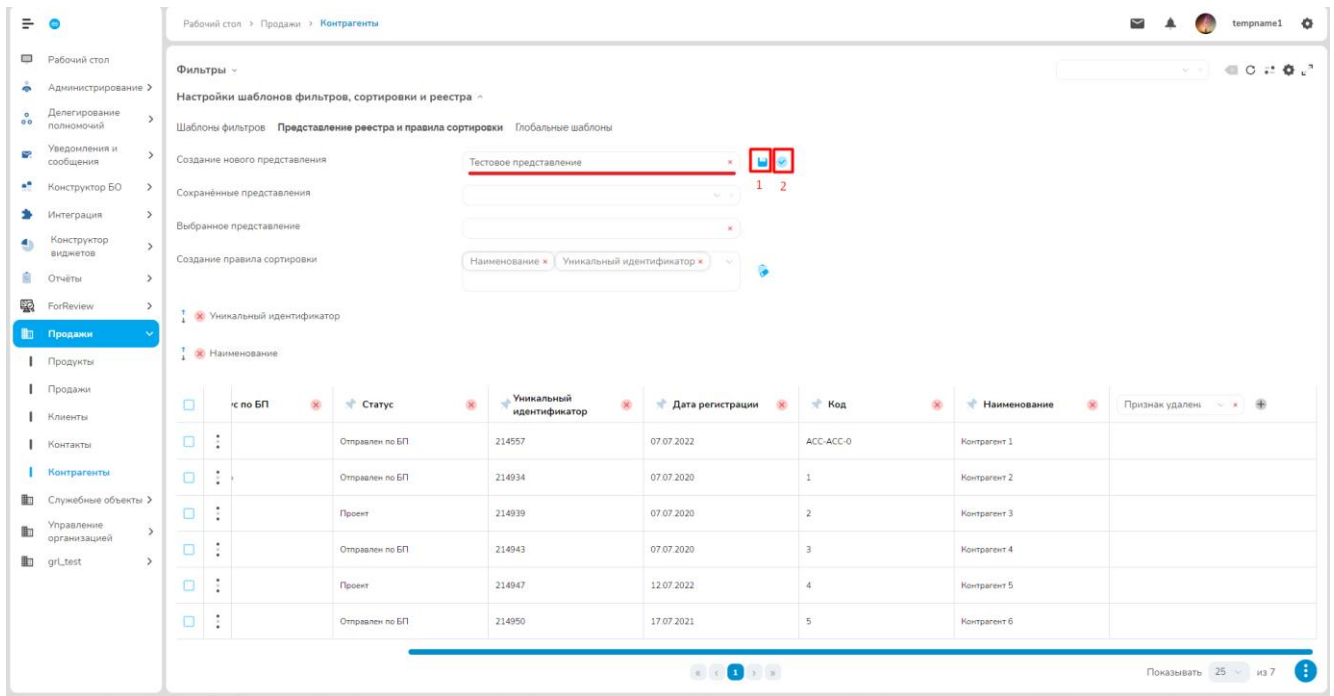 Рабочий стол > Продажи > Контрагенты
tempname1
Рабочий стол
Администрирование
Делегирование
полномочий
Уведомления и
сообщения
Конструктор БО
Интеграция
Конструктор
виджетов
Отчёты
ForReview
Продажи
Продукты
Продажи
Клиенты
Контакты
Контрагенты
Служебные объекты
Управление
организацией
grl_test
Фильтры
Настройки шаблонов фильтров, сортировки и реестра
Шаблоны фильтров Представление реестра и правила сортировки Глобальные шаблоны
Создание нового представления Тестовое представление
1 2
Сохранённые представления
Выбранное представление
Создание правила сортировки Наименование × Уникальный идентификатор ×
Уникальный идентификатор
Наименование
ус по БП Статус Уникальный идентификатор Дата регистрации Код Наименование Признак удалень
Отправлен по БП 214557 07.07.2022 ACC-ACC-0 Контрагент 1
Отправлен по БП 214934 07.07.2020 1 Контрагент 2
Проект 214939 07.07.2020 2 Контрагент 3
Отправлен по БП 214943 07.07.2020 3 Контрагент 4
Проект 214947 12.07.2022 4 Контрагент 5
Отправлен по БП 214950 17.07.2021 5 Контрагент 6
« ‹ 1 › »
Показывать 25 из 7